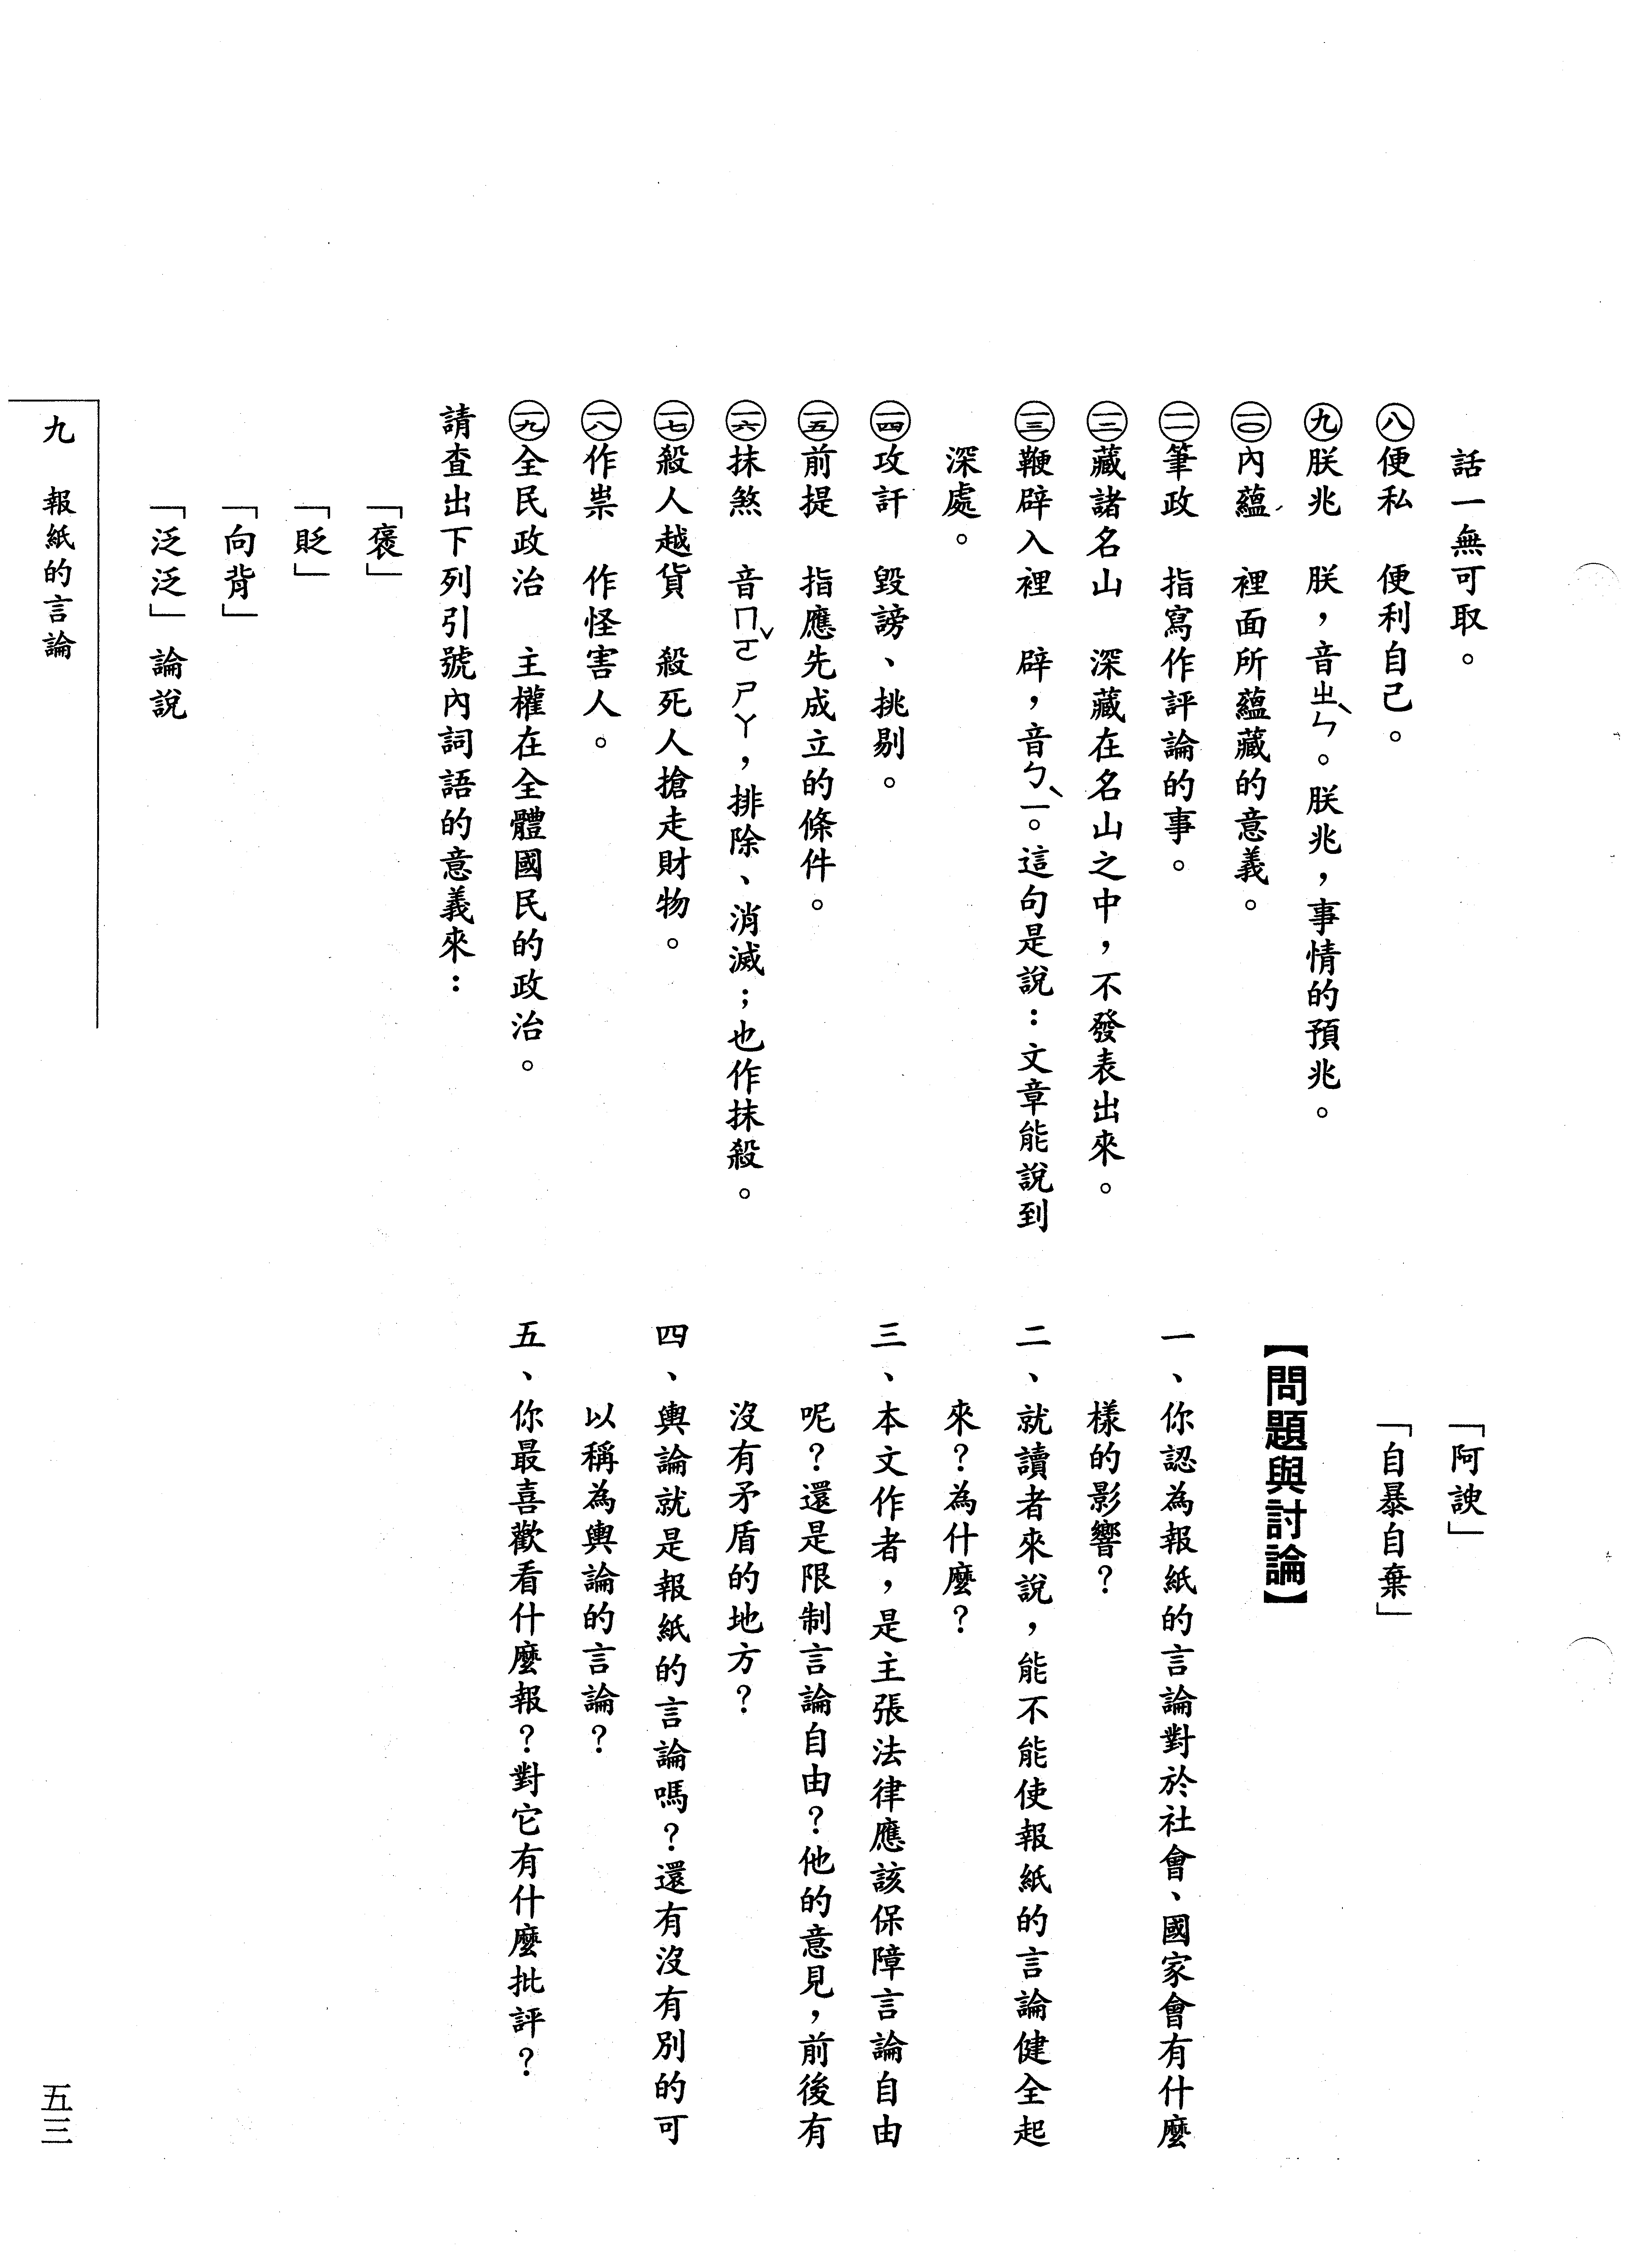 話一無可取。
㈧便私　便利自己。
㈨朕兆　朕，音ㄓㄣˋ。朕兆，事情的預兆。
(一〇)內蘊　裡面所蘊藏的意義。
(一一)筆政　指寫作評論的事。
(一二)藏諸名山　深藏在名山之中，不發表出來。
(一三)鞭辟入裡　辟，音ㄅㄧˋ。這句是說：文章能說到
深處。
(一四)攻訐　毀謗、挑剔。
(一五)前提　指應先成立的條件。
(一六)抹煞　音ㄇㄛˇ ㄕㄚ，排除、消滅；也作抹殺。
(一七)殺人越貨　殺死人搶走財物。
(一八)作祟　作怪害人。
(一九)全民政治　主權在全體國民的政治。
請查出下列引號內詞語的意義來：
「褒」
「貶」
「向背」
「泛泛」論說
「阿諛」
「自暴自棄」
【問題與討論】
一、你認為報紙的言論對於社會、國家會有什麼
樣的影響？
二、就讀者來說，能不能使報紙的言論健全起
來？為什麼？
三、本文作者，是主張法律應該保障言論自由
呢？還是限制言論自由？他的意見，前後有
沒有矛盾的地方？
四、輿論就是報紙的言論嗎？還有沒有別的可
以稱為輿論的言論？
五、你最喜歡看什麼報？對它有什麼批評？
九　報紙的言論
五三